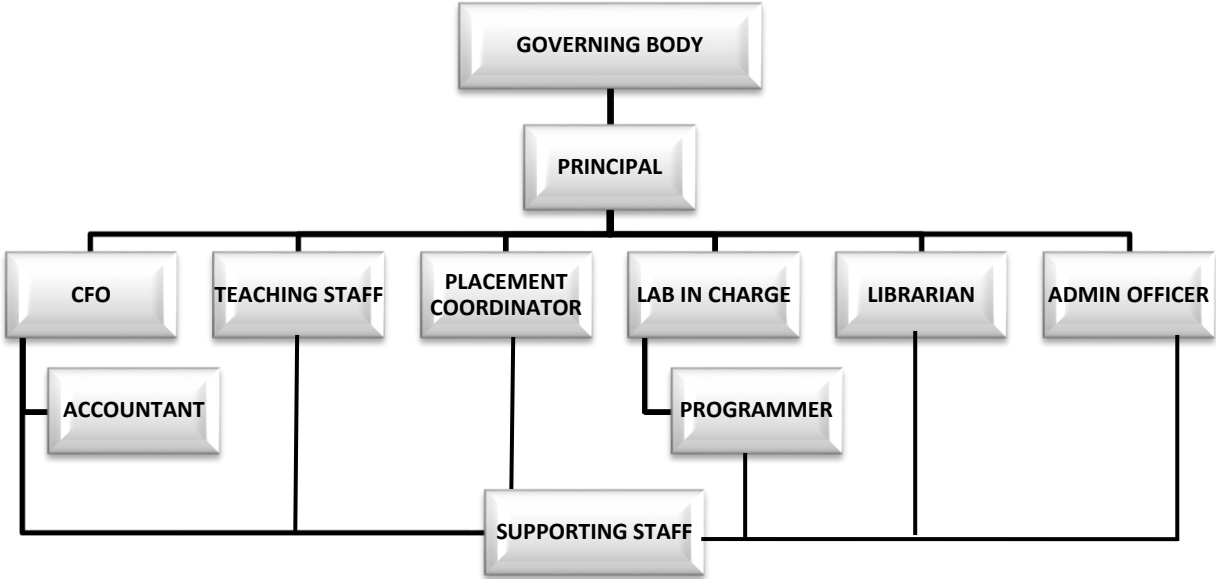 GOVERNING BODY
PRINCIPAL
CFO
TEACHING STAFF
PLACEMENT
COORDINATOR
LAB IN CHARGE
LIBRARIAN
ADMIN OFFICER
ACCOUNTANT
PROGRAMMER
SUPPORTING STAFF